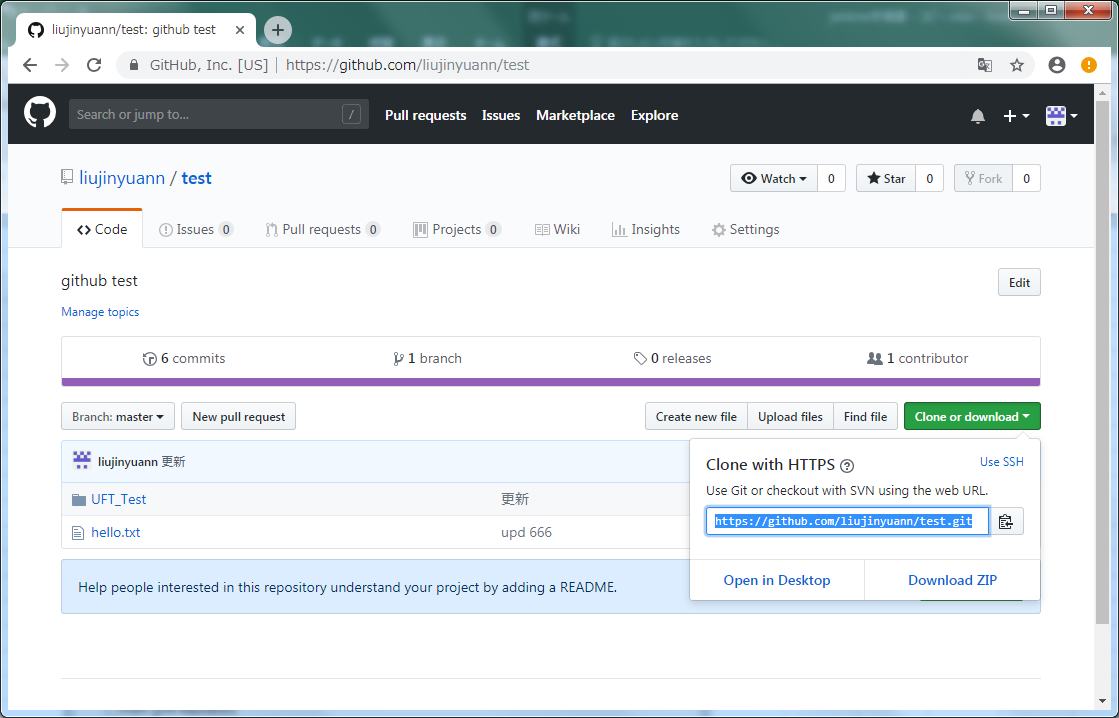 liujinyuann/test: github test
GitHub, Inc. [US] | https://github.com/liujinyuann/test
Search or jump to... /
Pull requests Issues Marketplace Explore
liujinyuann / test
Watch 0 Star 0 Fork 0
Code Issues 0 Pull requests 0 Projects 0 Wiki Insights Settings
github test
Edit
Manage topics
6 commits 1 branch 0 releases 1 contributor
Branch: master New pull request Create new file Upload files Find file Clone or download
liujinyuann 更新
UFT_Test 更新
hello.txt upd 666
Clone with HTTPS ?
Use SSH
Use Git or checkout with SVN using the web URL.
https://github.com/liujinyuann/test.git
Open in Desktop Download ZIP
Help people interested in this repository understand your project by adding a README.